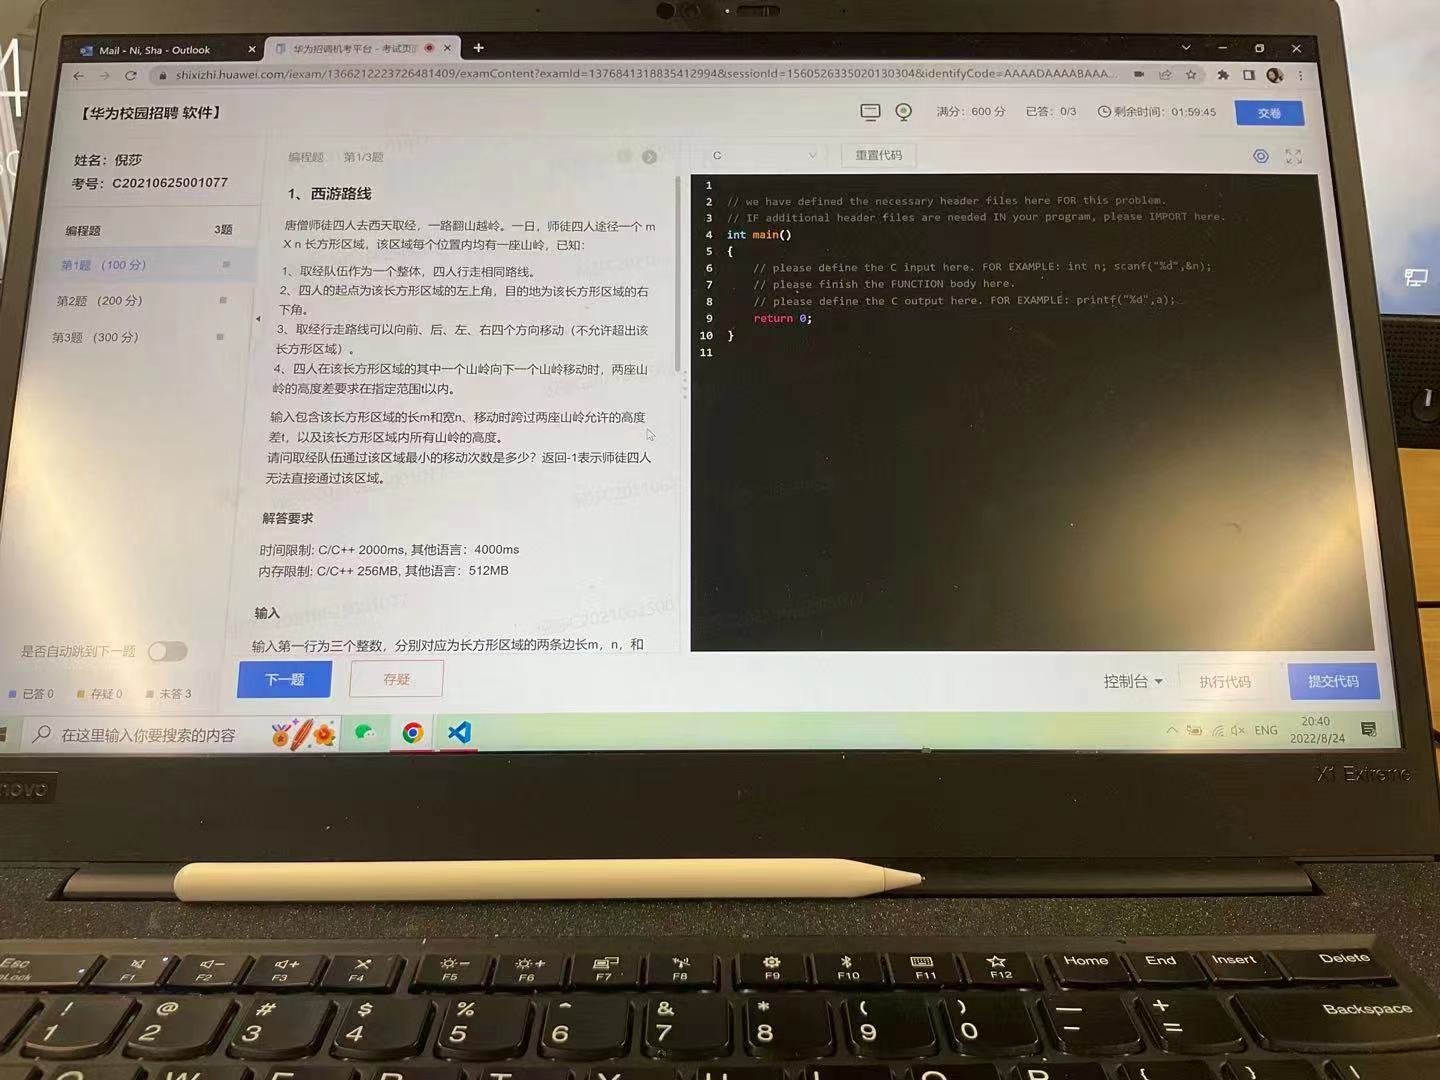 Mail - Ni, Sha - Outlook
华为招调机考平台 - 考试页
shixizhi.huawei.com/iexam/1366212223726481409/examContent?examId=1376841318835412994&sessionId=1560526335020130304&identifyCode=AAAADAAAABAAA...
【华为校园招聘 软件】
满分：600 分
已答：0/3
剩余时间：01:59:45
交卷
姓名：倪莎
考号：C20210625001077
编程题 3题
第1题 （100 分）
第2题 （200 分）
第3题 （300 分）
是否自动跳到下一题
已答 0 存疑 0 未答 3
编程题 第1/3题
1、西游路线
唐僧师徒四人去西天取经，一路翻山越岭。一日，师徒四人途径一个 m
X n 长方形区域，该区域每个位置内均有一座山岭，已知：
1、取经队伍作为一个整体，四人行走相同路线。
2、四人的起点为该长方形区域的左上角，目的地为该长方形区域的右
下角。
3、取经行走路线可以向前、后、左、右四个方向移动（不允许超出该
长方形区域）。
4、四人在该长方形区域的其中一个山岭向下一个山岭移动时，两座山
岭的高度差要求在指定范围t以内。
输入包含该长方形区域的长m和宽n、移动时跨过两座山岭允许的高度
差t，以及该长方形区域内所有山岭的高度。
请问取经队伍通过该区域最小的移动次数是多少？返回-1表示师徒四人
无法直接通过该区域。
解答要求
时间限制: C/C++ 2000ms, 其他语言：4000ms
内存限制: C/C++ 256MB, 其他语言：512MB
输入
输入第一行为三个整数，分别对应为长方形区域的两条边长m，n，和
下一题
存疑
C
重置代码
1
2 // we have defined the necessary header files here FOR this problem.
3 // IF additional header files are needed IN your program, please IMPORT here.
4 int main()
5 {
6 // please define the C input here. FOR EXAMPLE: int n; scanf("%d",&n);
7 // please finish the FUNCTION body here.
8 // please define the C output here. FOR EXAMPLE: printf("%d",a);
9 return 0;
10 }
11
控制台
执行代码
提交代码
在这里输入你要搜索的内容
ENG
20:40
2022/8/24
novo
X1 Extreme
Esc
F1 F2 F3 F4 F5 F6 F7 F8 F9 F10 F11 F12 Home End Insert Delete
! @ # $ % ^ & * ( ) — +
1 2 3 4 5 6 7 8 9 0 - = Backspace